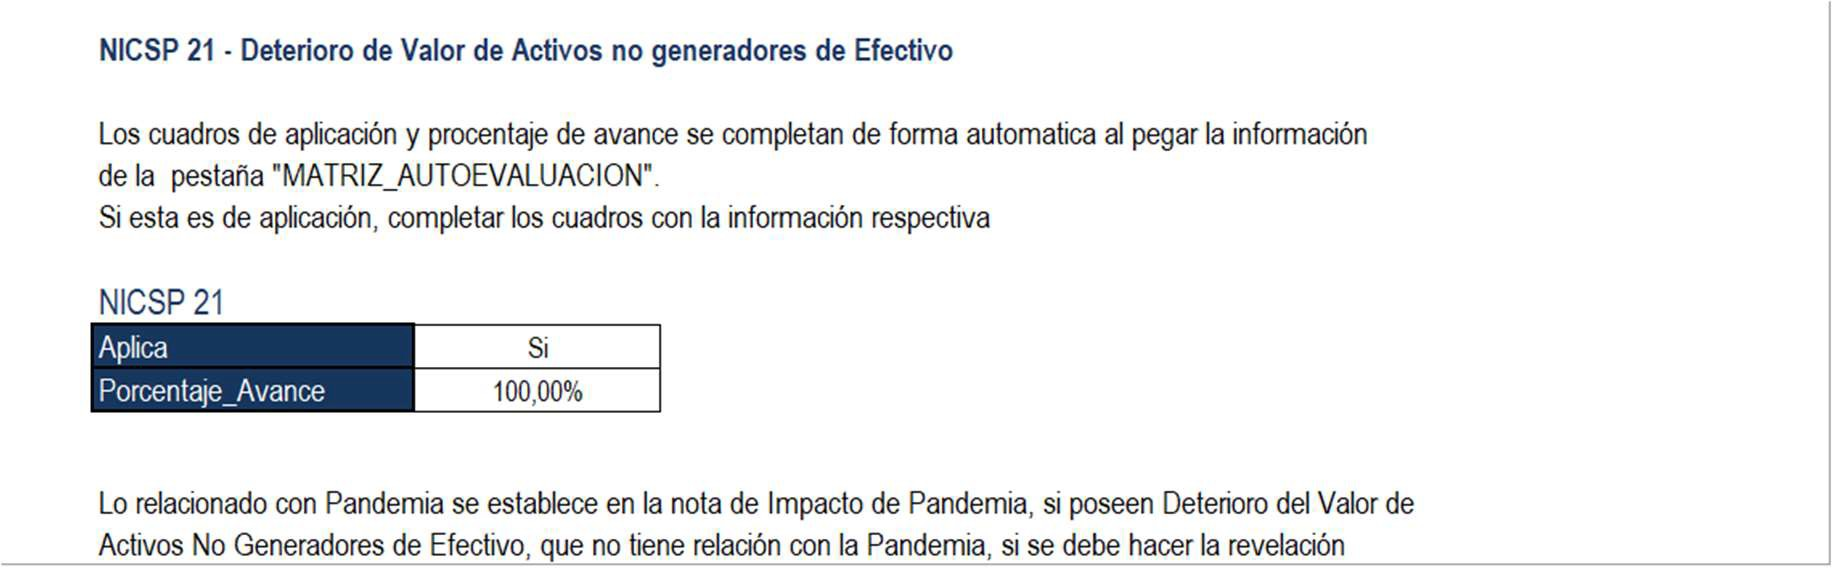 NICSP 21 - Deterioro de Valor de Activos no generadores de Efectivo
Los cuadros de aplicación y procentaje de avance se completan de forma automatica al pegar la información
de la  pestaña "MATRIZ_AUTOEVALUACION".
Si esta es de aplicación, completar los cuadros con la información respectiva
NICSP 21
Aplica Si
Porcentaje_Avance 100,00%
Lo relacionado con Pandemia se establece en la nota de Impacto de Pandemia, si poseen Deterioro del Valor de
Activos No Generadores de Efectivo, que no tiene relación con la Pandemia, si se debe hacer la revelación